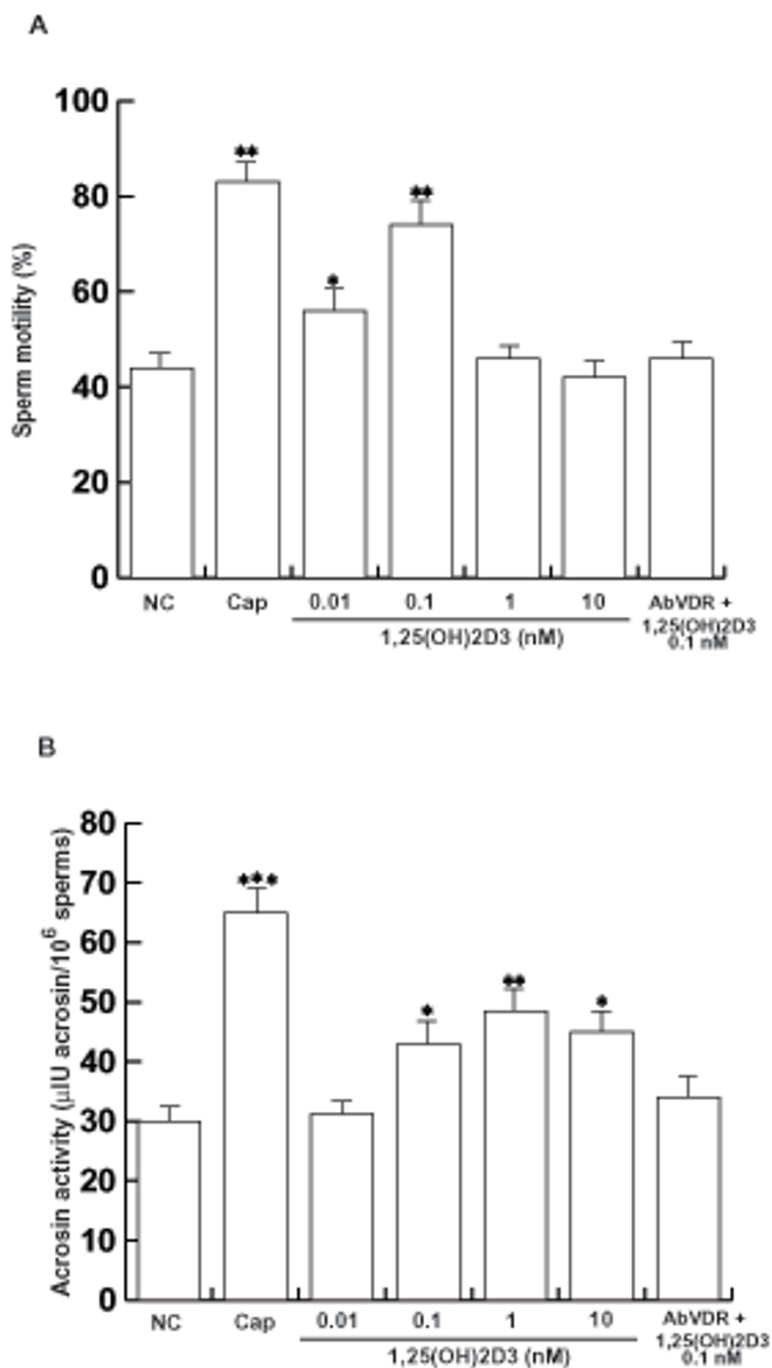 A
100
80
60
40
20
0
Sperm motility (%)
**
*
**
NC Cap 0.01 0.1 1 10 AbVDR +
1,25(OH)2D3
0.1 nM
1,25(OH)2D3 (nM)
B
80
70
60
50
40
30
20
10
0
Acrosin activity (μIU acrosin/10⁶ sperms)
***
*
**
*
NC Cap 0.01 0.1 1 10 AbVDR +
1,25(OH)2D3
0.1 nM
1,25(OH)2D3 (nM)